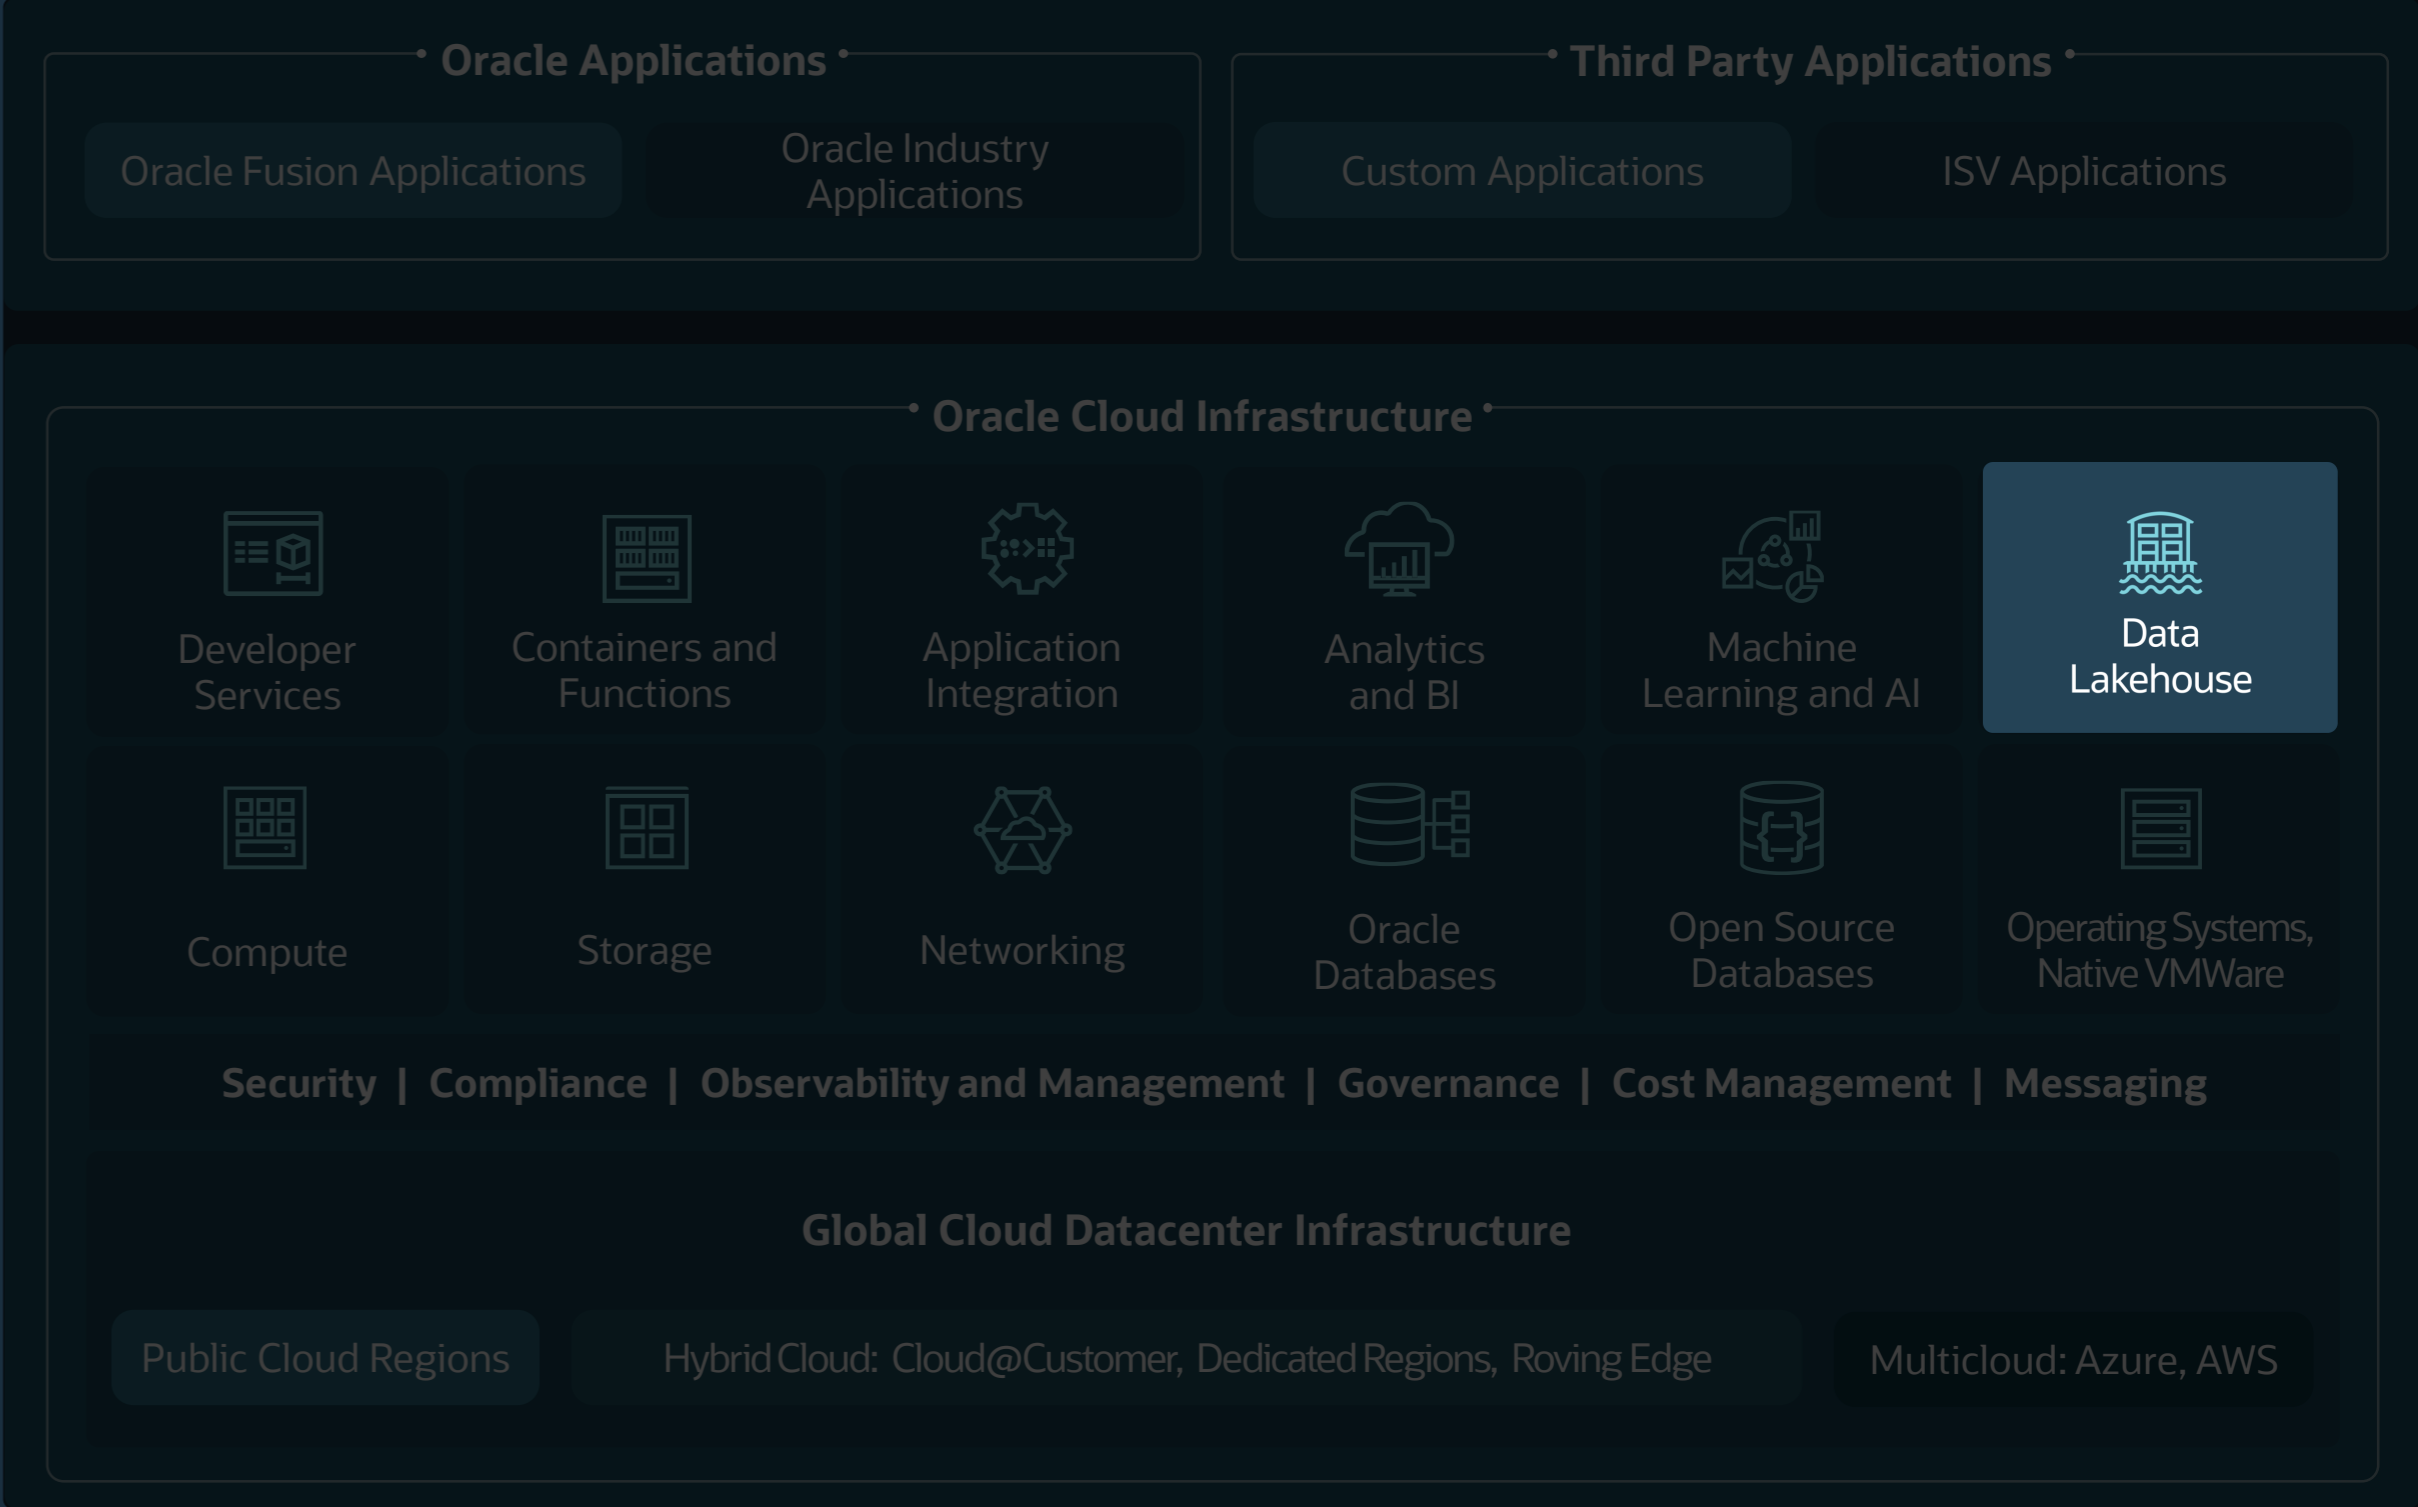 Oracle Applications
Third Party Applications
Oracle Fusion Applications
Oracle Industry
Applications
Custom Applications
ISV Applications
Oracle Cloud Infrastructure
Developer
Services
Containers and
Functions
Application
Integration
Analytics
and BI
Machine
Learning and AI
Data
Lakehouse
Compute
Storage
Networking
Oracle
Databases
Open Source
Databases
Operating Systems,
Native VMWare
Security | Compliance | Observability and Management | Governance | Cost Management | Messaging
Global Cloud Datacenter Infrastructure
Public Cloud Regions
Hybrid Cloud: Cloud@Customer, Dedicated Regions, Roving Edge
Multicloud: Azure, AWS